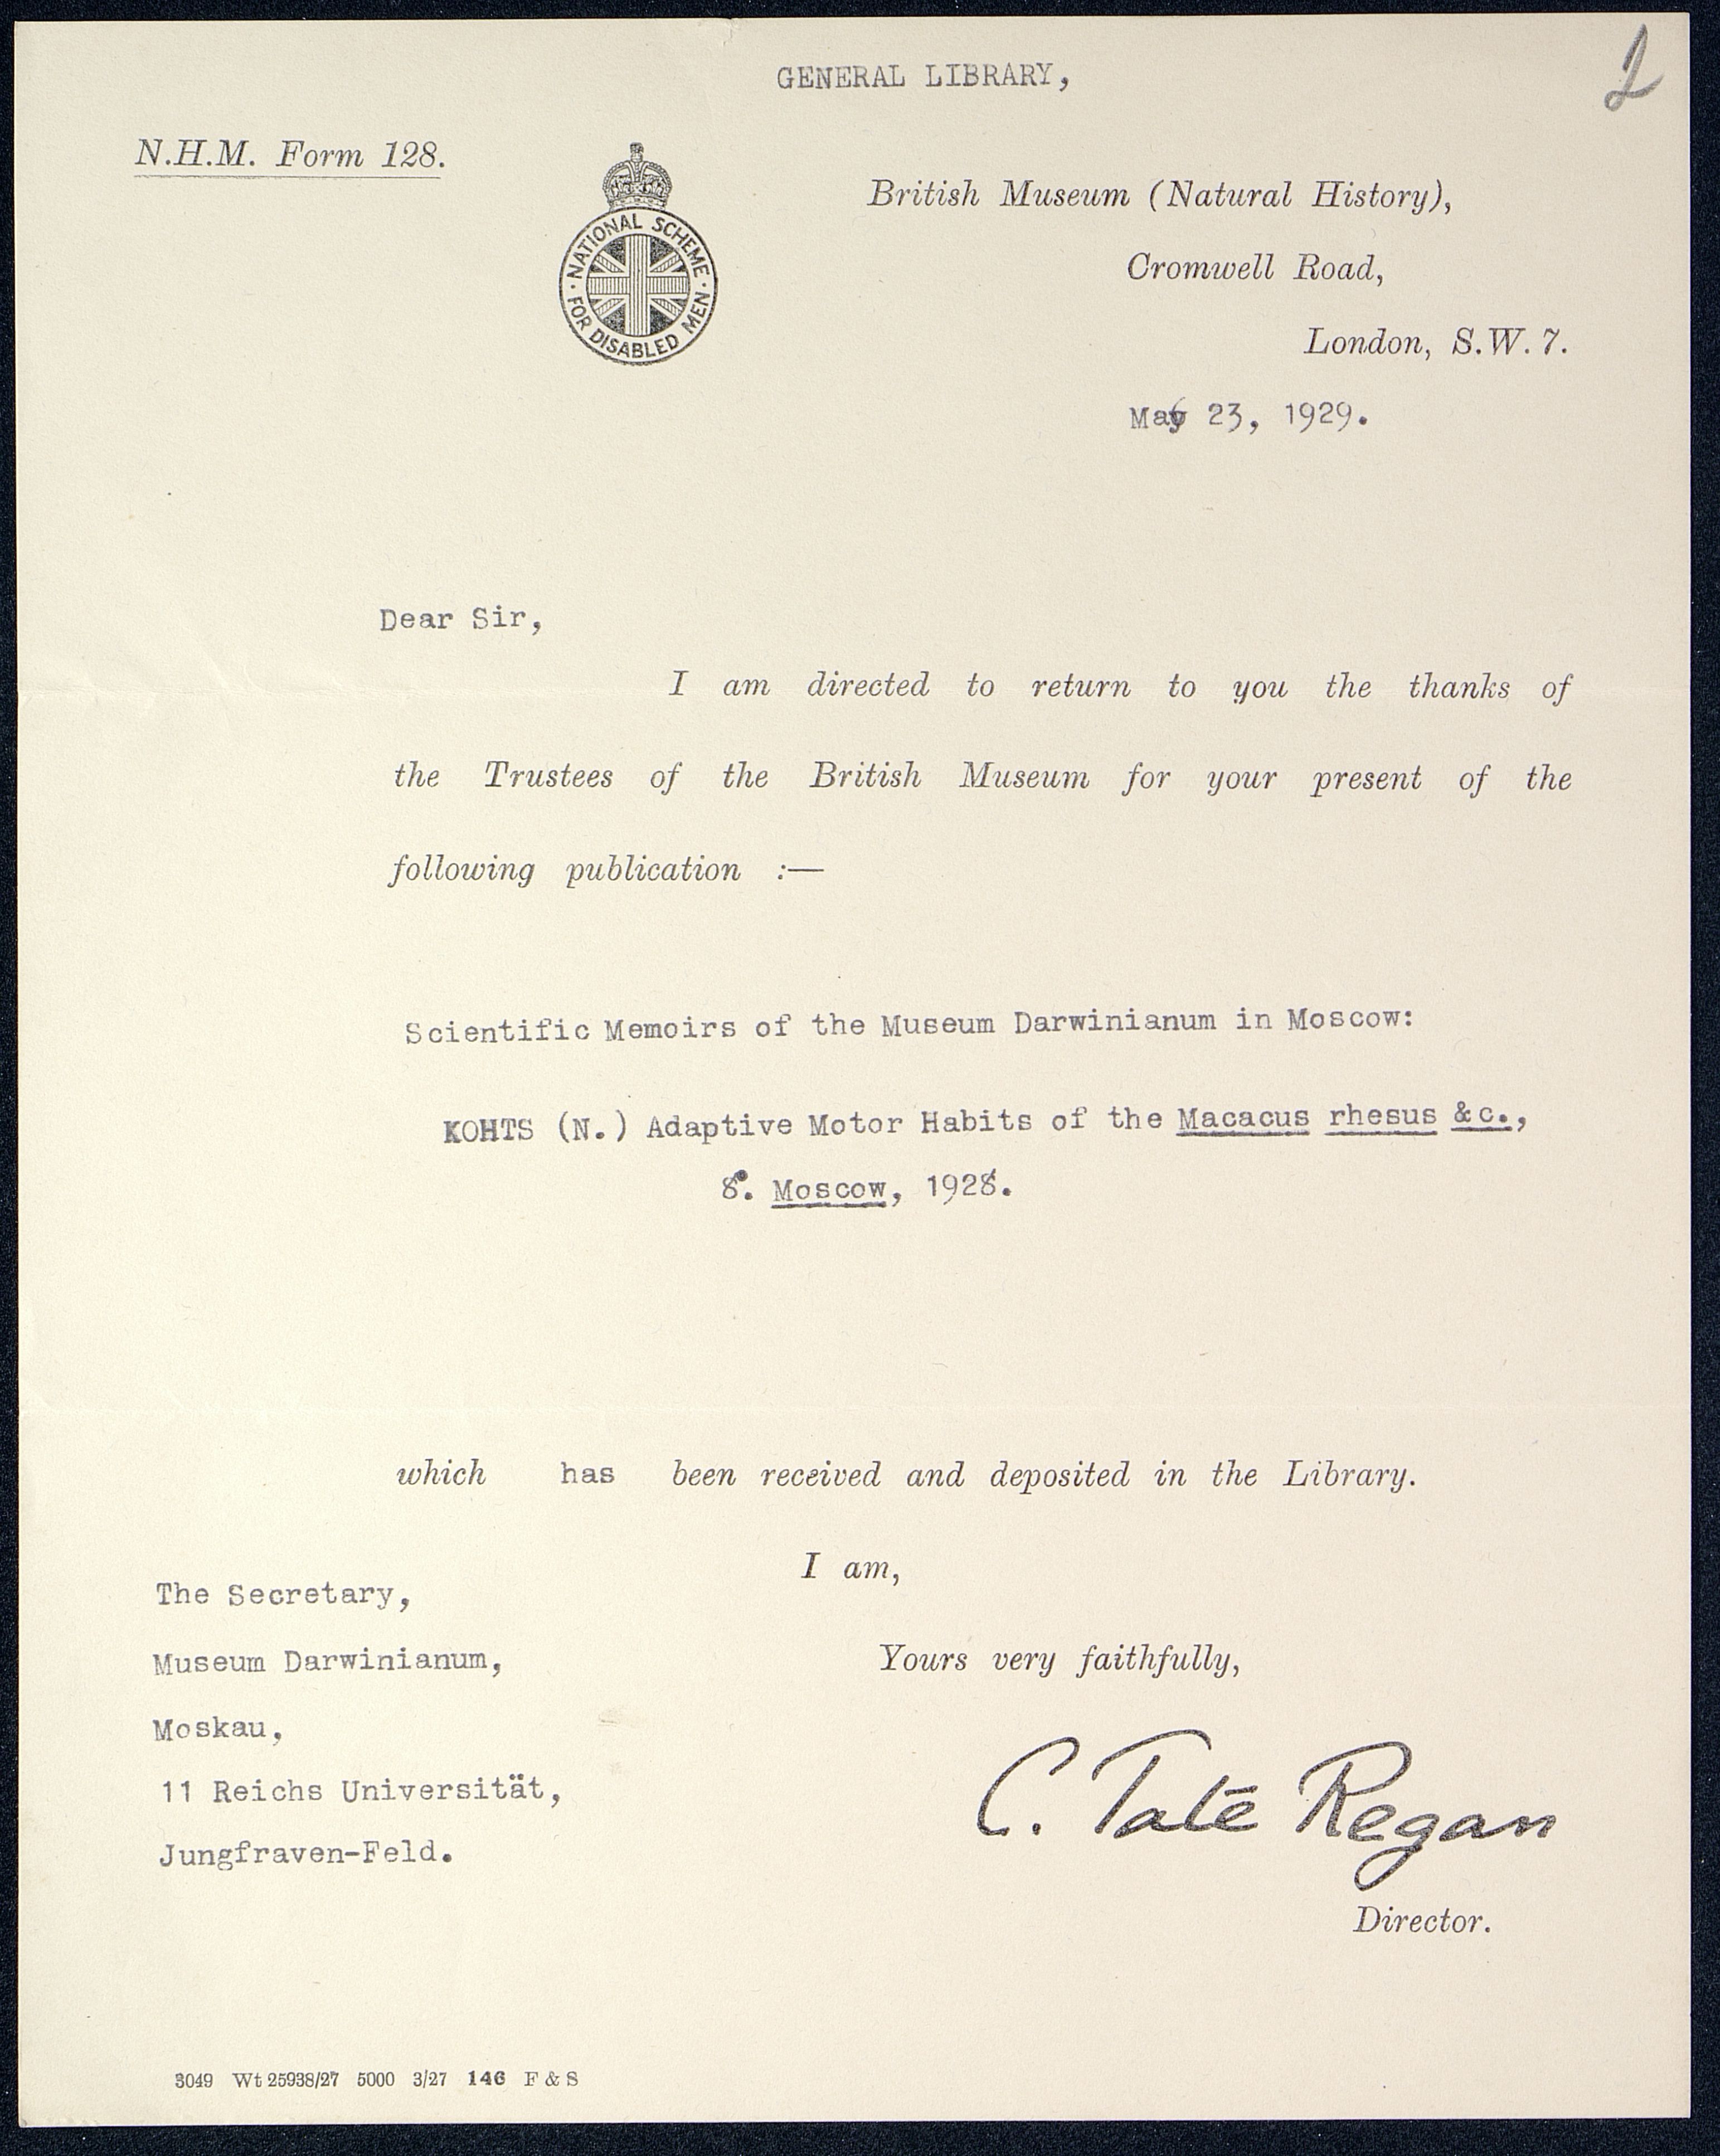 GENERAL LIBRARY,
2
N.H.M. Form 128.
NATIONAL SCHEME
FOR DISABLED MEN
British Museum (Natural History),
Cromwell Road,
London, S.W. 7.
May 23, 1929.
Dear Sir,
I am directed to return to you the thanks of
the Trustees of the British Museum for your present of the
following publication :—
Scientific Memoirs of the Museum Darwinianum in Moscow:
KOHTS (N.) Adaptive Motor Habits of the Macacus rhesus &c.,
8°. Moscow, 1928.
which has been received and deposited in the Library.
I am,
Yours very faithfully,
C. Tate Regan
Director.
The Secretary,
Museum Darwinianum,
Moskau,
11 Reichs Universität,
Jungfraven-Feld.
3049 Wt 25938/27 5000 3/27 146 F & S